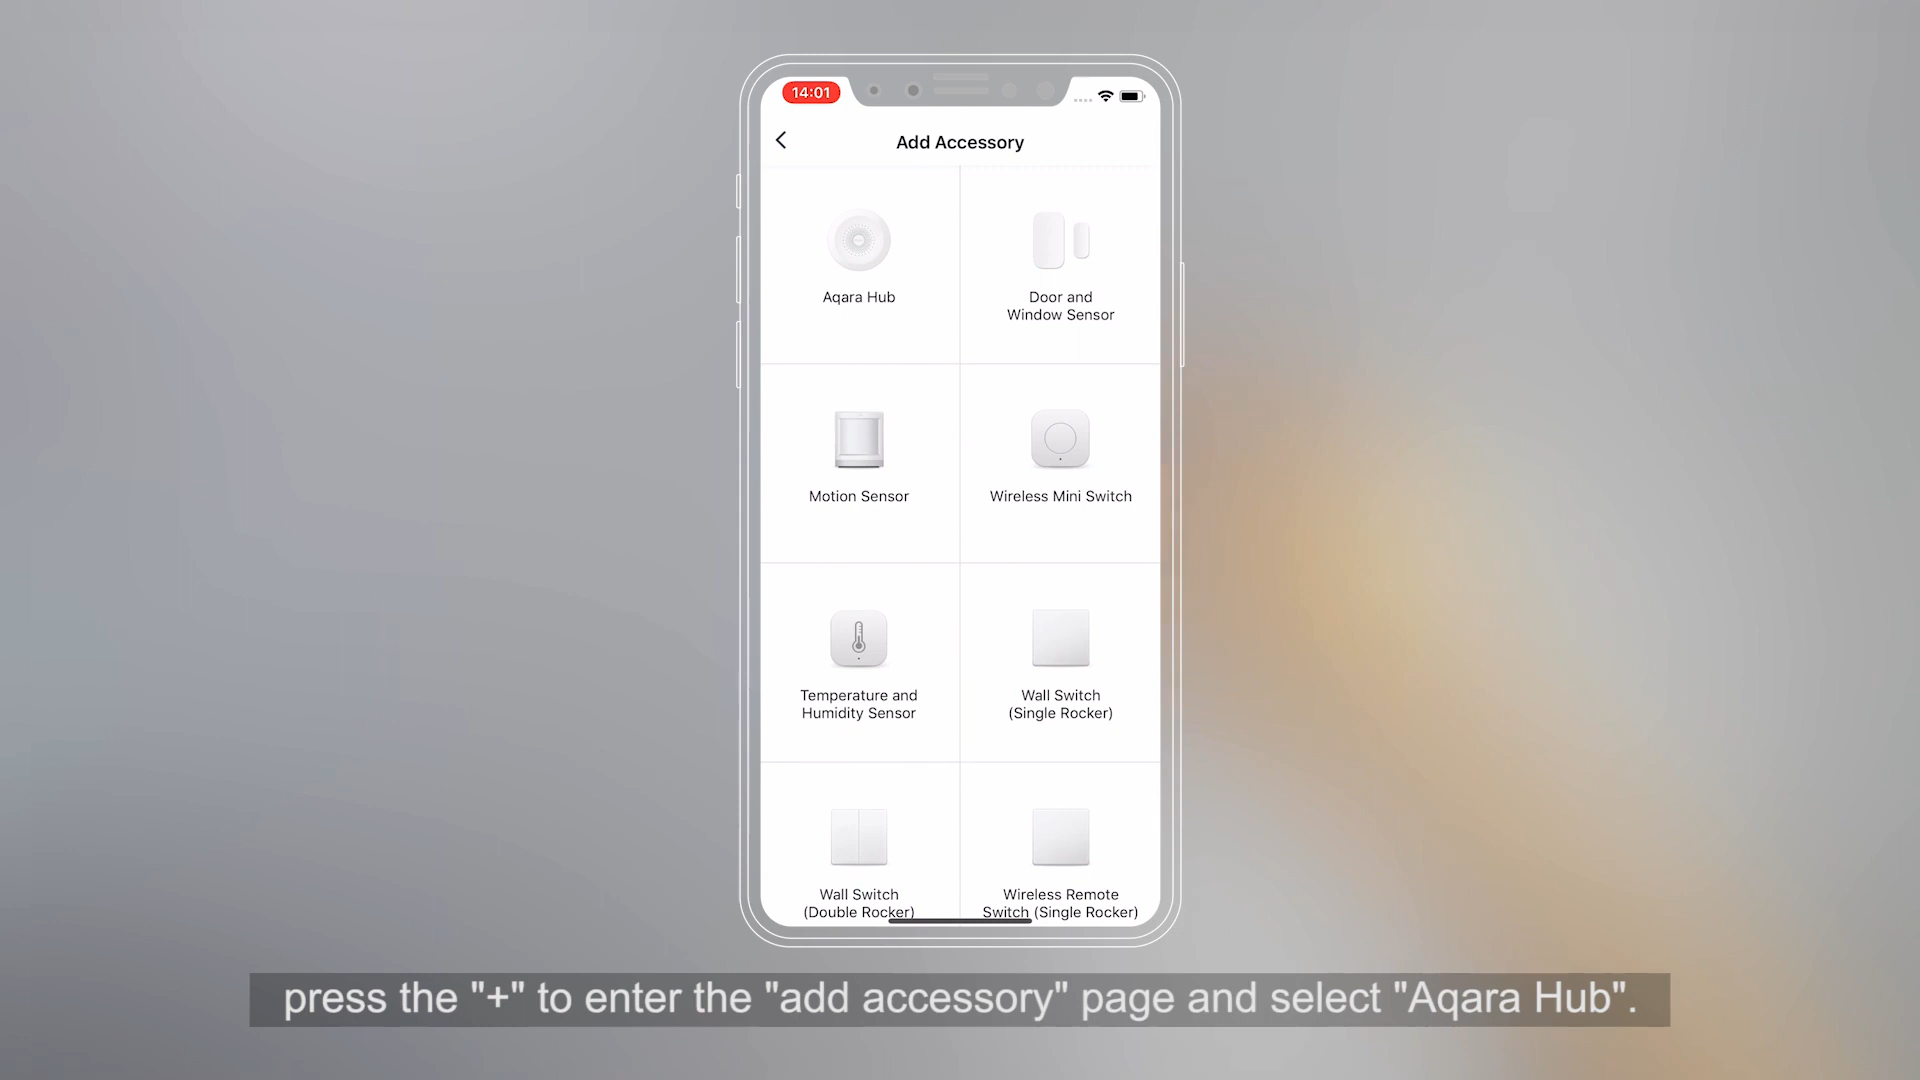 14:01
Add Accessory
Aqara Hub
Door and
Window Sensor
Motion Sensor
Wireless Mini Switch
Temperature and
Humidity Sensor
Wall Switch
(Single Rocker)
Wall Switch
(Double Rocker)
Wireless Remote
Switch (Single Rocker)
press the "+" to enter the "add accessory" page and select "Aqara Hub".